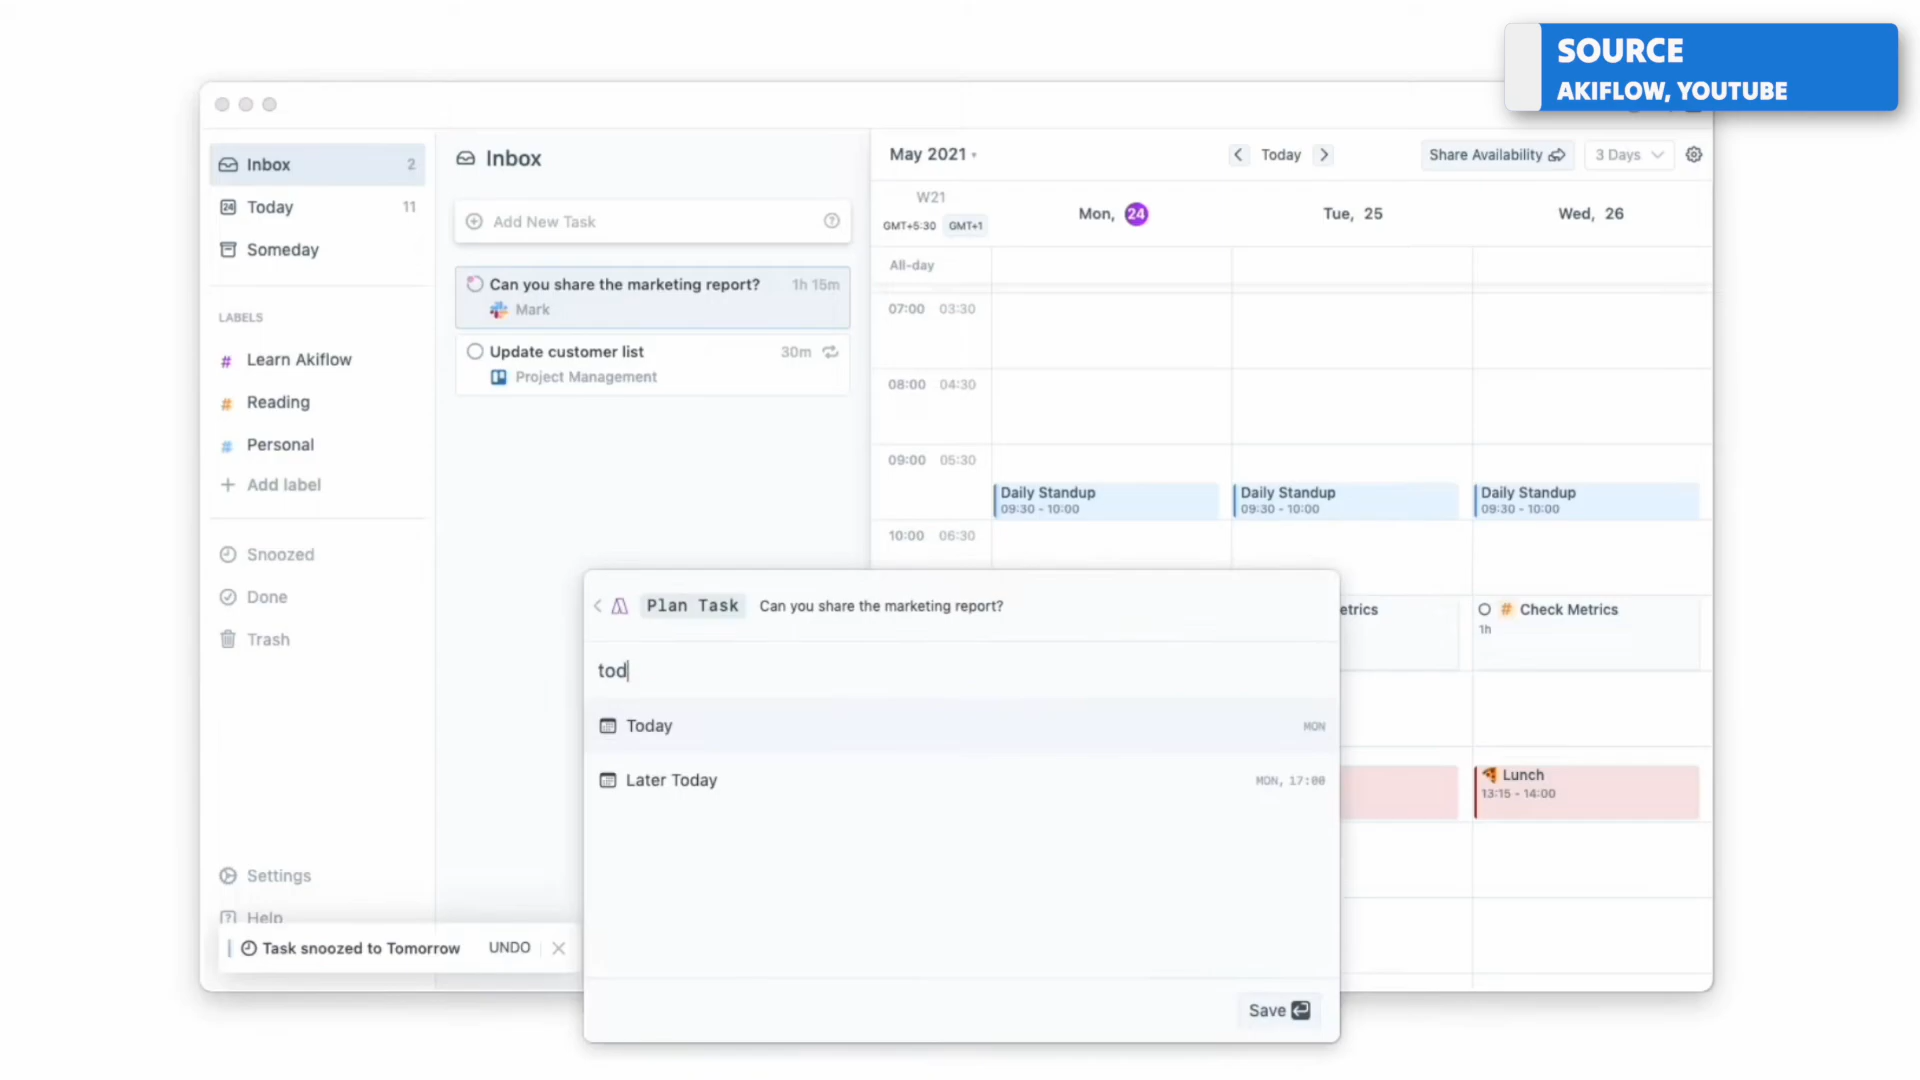 SOURCE
AKIFLOW, YOUTUBE
Inbox 2
Today 11
Someday
LABELS
# Learn Akiflow
# Reading
# Personal
+ Add label
Snoozed
Done
Trash
Settings
Help
Task snoozed to Tomorrow UNDO
Inbox
Add New Task
Can you share the marketing report? 1h 15m
Mark
Update customer list 30m
Project Management
May 2021
Today
Share Availability
3 Days
W21
GMT+5:30 GMT+1
Mon, 24
Tue, 25
Wed, 26
All-day
07:00 03:30
08:00 04:30
09:00 05:30
Daily Standup
09:30 - 10:00
Daily Standup
09:30 - 10:00
Daily Standup
09:30 - 10:00
10:00 06:30
etrics
# Check Metrics
1h
Lunch
13:15 - 14:00
Plan Task Can you share the marketing report?
tod
Today MON
Later Today MON, 17:00
Save